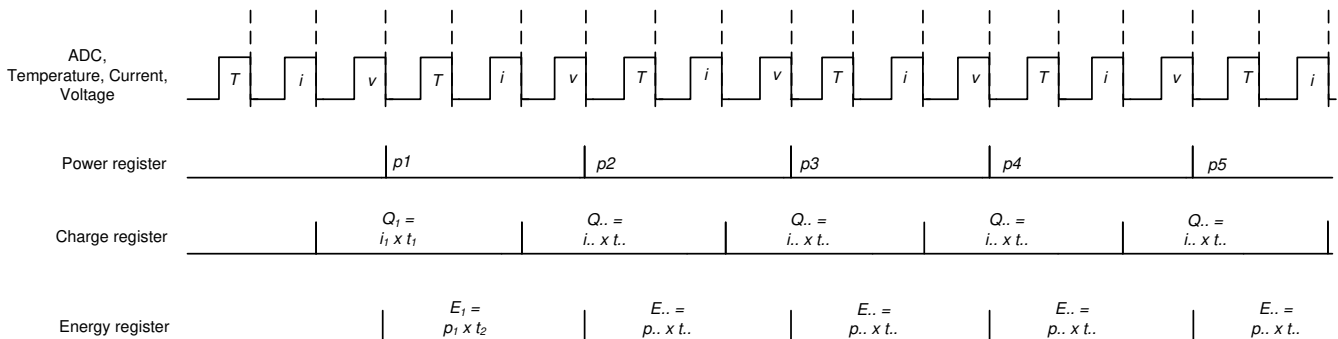 ADC,
Temperature, Current,
Voltage
T i v T i v T i v T i v T i v T i
Power register
p1 p2 p3 p4 p5
Charge register
Q₁ = Q.. = Q.. = Q.. = Q.. =
i₁ x t₁ i.. x t.. i.. x t.. i.. x t.. i.. x t..
Energy register
E₁ = E.. = E.. = E.. = E.. =
p₁ x t₂ p.. x t.. p.. x t.. p.. x t.. p.. x t..